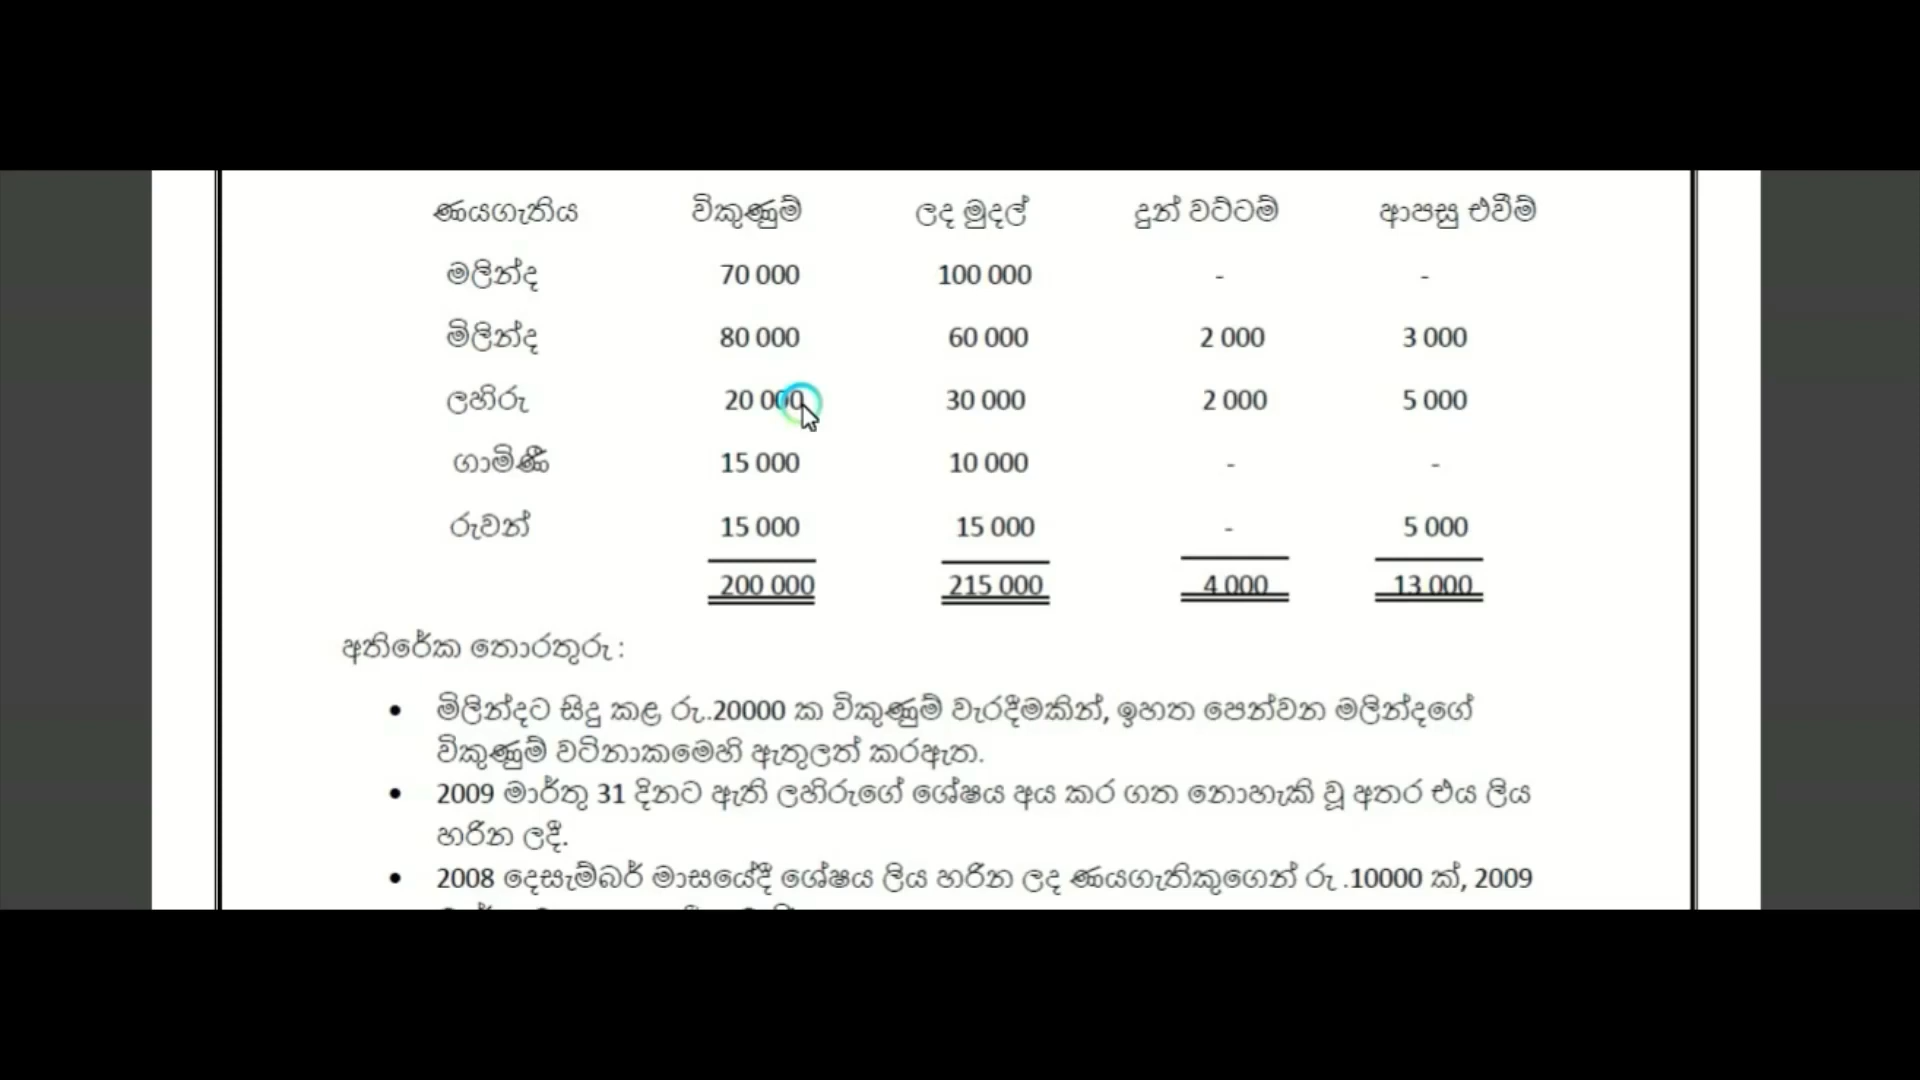 ණයගැතිය විකුණුම් ලද මුදල් දුන් වට්ටම් ආපසු එවීම්
මලින්ද 70 000 100 000 - -
මිලින්ද 80 000 60 000 2 000 3 000
ලහිරු 20 000 30 000 2 000 5 000
ගාමිණී 15 000 10 000 - -
රුවන් 15 000 15 000 - 5 000
200 000 215 000 4 000 13 000
අතිරේක තොරතුරු :
• මිලින්දට සිදු කළ රු..20000 ක විකුණුම් වැරදීමකින්, ඉහත පෙන්වන මලින්දගේ
විකුණුම් වටිනාකමෙහි ඇතුලත් කරඇත.
• 2009 මාර්තු 31 දිනට ඇති ලහිරුගේ ශේෂය අය කර ගත නොහැකි වූ අතර එය ලිය
හරින ලදී.
• 2008 දෙසැම්බර් මාසයේදී ශේෂය ලිය හරින ලද ණයගැතිකුගෙන් රු .10000 ක්, 2009